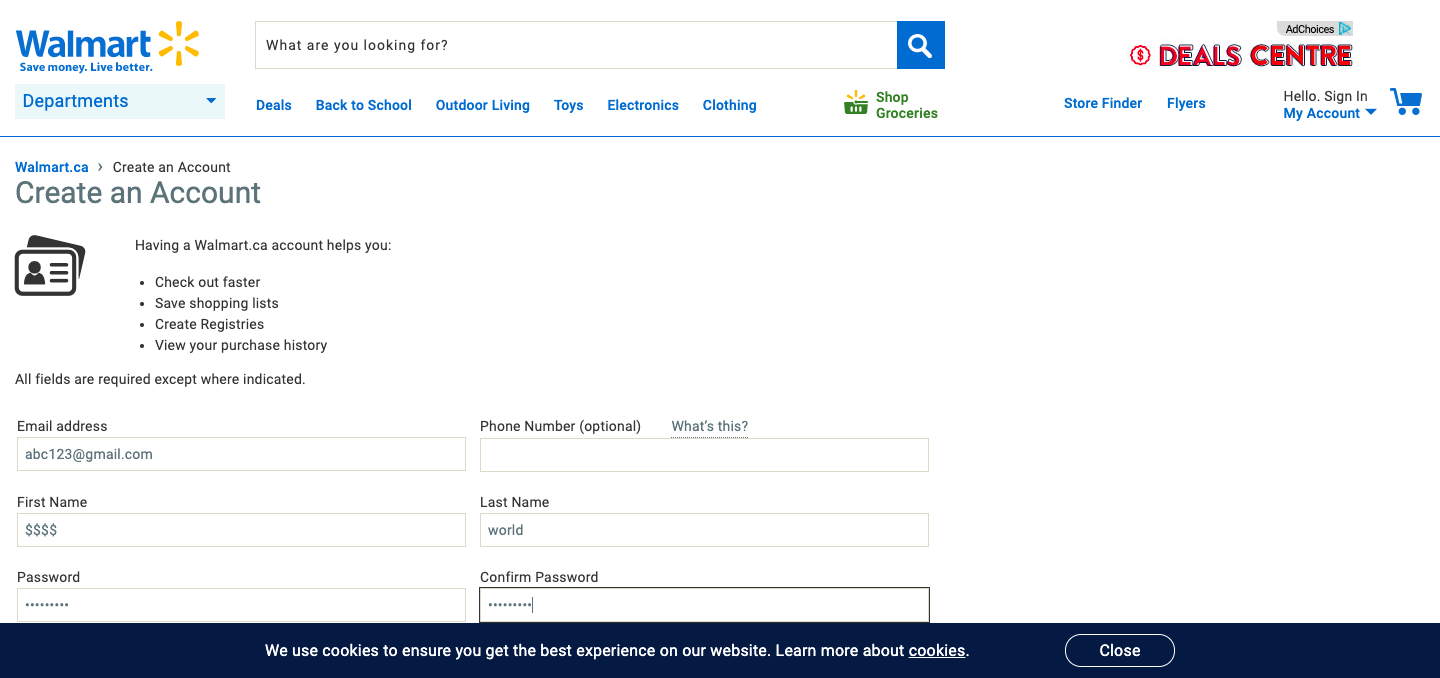 Walmart
Save money. Live better.
What are you looking for?
AdChoices
DEALS CENTRE
Departments
Deals
Back to School
Outdoor Living
Toys
Electronics
Clothing
Shop
Groceries
Store Finder
Flyers
Hello. Sign In
My Account
Walmart.ca › Create an Account
Create an Account
Having a Walmart.ca account helps you:
• Check out faster
• Save shopping lists
• Create Registries
• View your purchase history
All fields are required except where indicated.
Email address
abc123@gmail.com
Phone Number (optional) What's this?
First Name
$$$$
Last Name
world
Password
•••••••••
Confirm Password
•••••••••
We use cookies to ensure you get the best experience on our website. Learn more about cookies.
Close